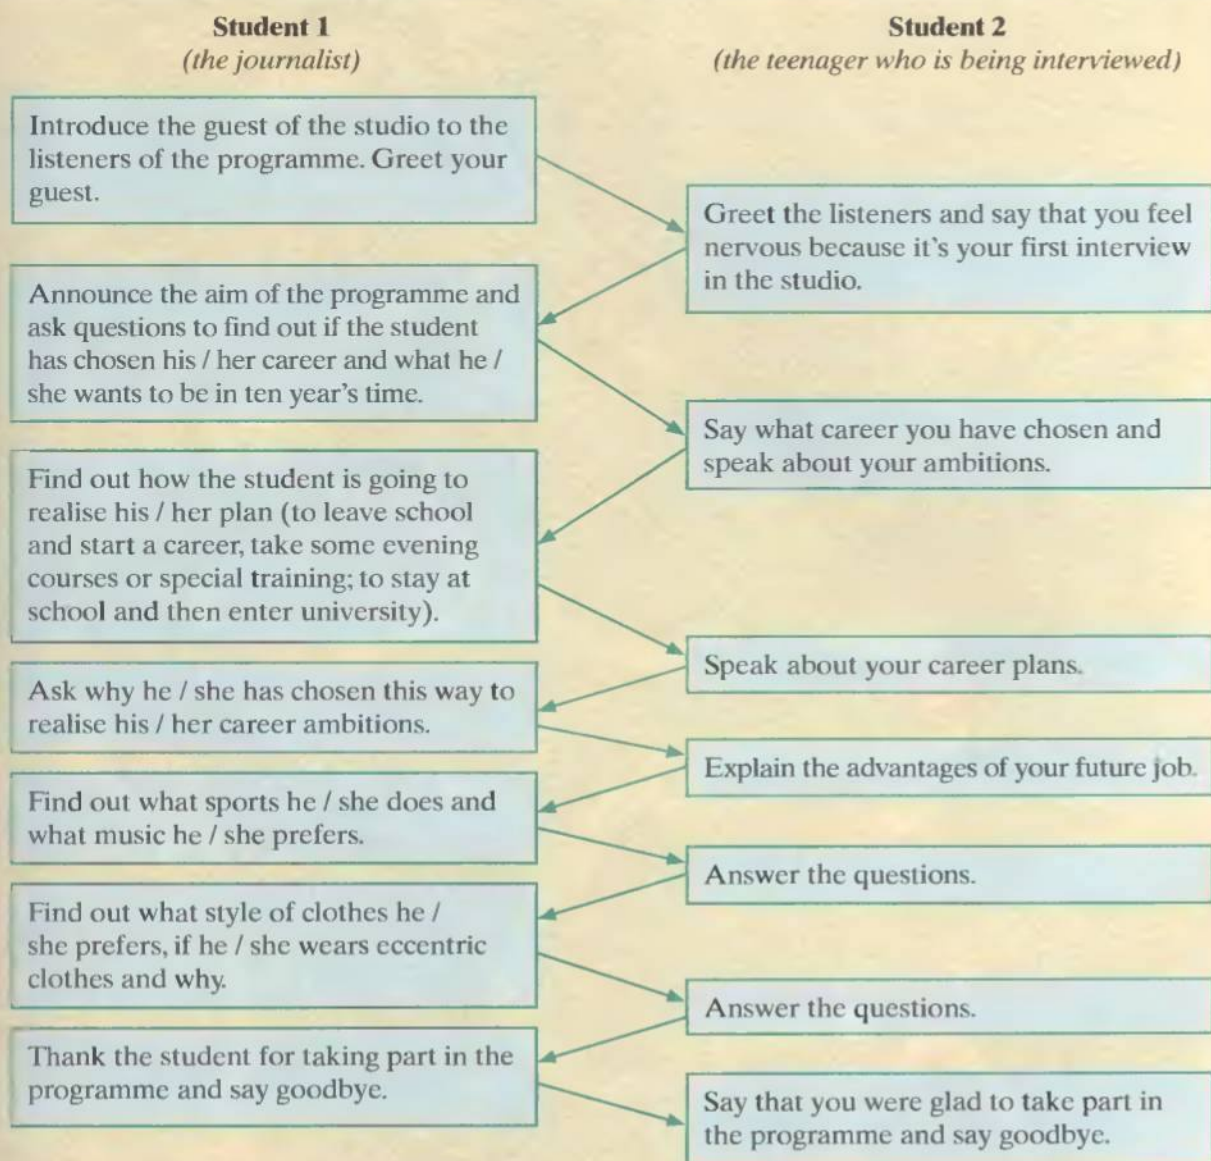 Student 1
(the journalist)
Student 2
(the teenager who is being interviewed)
Introduce the guest of the studio to the
listeners of the programme. Greet your
guest.
Greet the listeners and say that you feel
nervous because it's your first interview
in the studio.
Announce the aim of the programme and
ask questions to find out if the student
has chosen his / her career and what he /
she wants to be in ten year's time.
Say what career you have chosen and
speak about your ambitions.
Find out how the student is going to
realise his / her plan (to leave school
and start a career, take some evening
courses or special training; to stay at
school and then enter university).
Speak about your career plans.
Ask why he / she has chosen this way to
realise his / her career ambitions.
Explain the advantages of your future job.
Find out what sports he / she does and
what music he / she prefers.
Answer the questions.
Find out what style of clothes he /
she prefers, if he / she wears eccentric
clothes and why.
Answer the questions.
Thank the student for taking part in the
programme and say goodbye.
Say that you were glad to take part in
the programme and say goodbye.